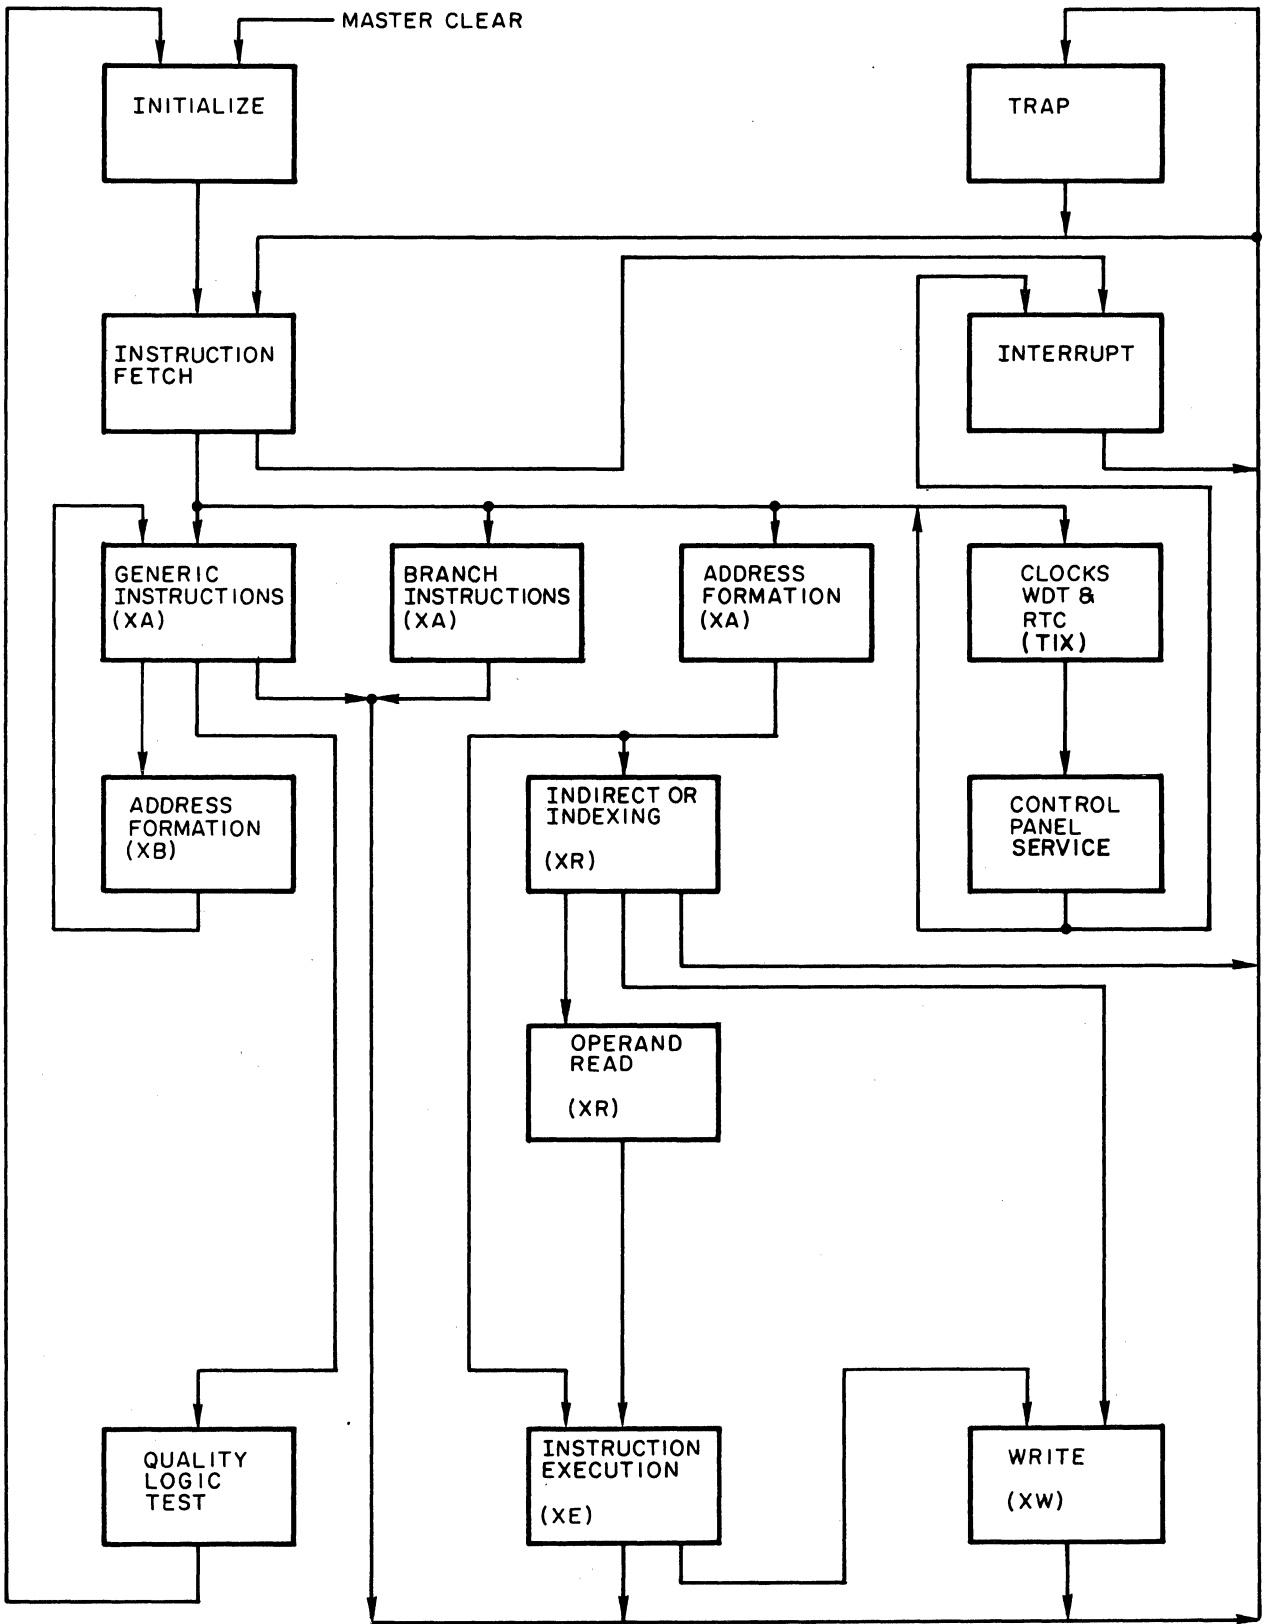 MASTER CLEAR
INITIALIZE
TRAP
INSTRUCTION
FETCH
INTERRUPT
GENERIC
INSTRUCTIONS
(XA)
BRANCH
INSTRUCTIONS
(XA)
ADDRESS
FORMATION
(XA)
CLOCKS
WDT &
RTC
(TIX)
ADDRESS
FORMATION
(XB)
INDIRECT OR
INDEXING
(XR)
CONTROL
PANEL
SERVICE
OPERAND
READ
(XR)
QUALITY
LOGIC
TEST
INSTRUCTION
EXECUTION
(XE)
WRITE
(XW)